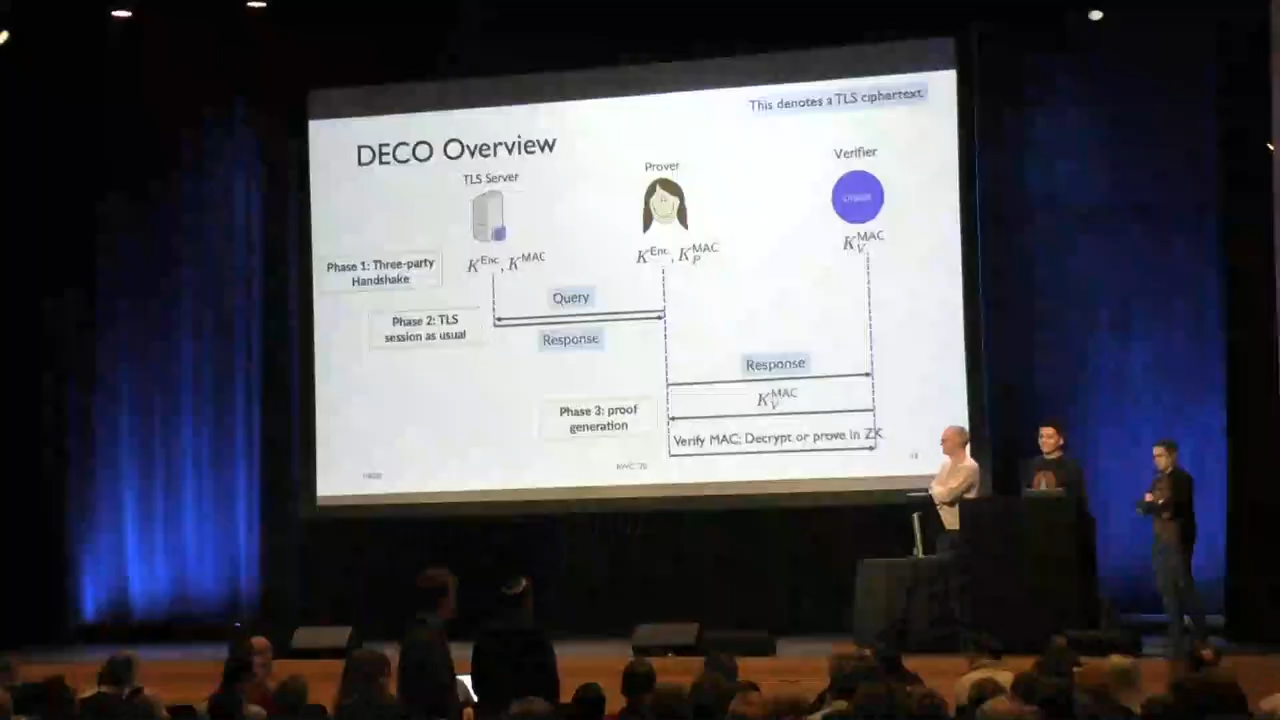 This denotes a TLS ciphertext
DECO Overview
TLS Server
Prover
Verifier
K^Enc, K^MAC
K^Enc, K_P^MAC
K_V^MAC
Phase 1: Three-party
Handshake
Query
Phase 2: TLS
session as usual
Response
Response
K_V^MAC
Phase 3: proof
generation
Verify MAC; Decrypt or prove in ZK